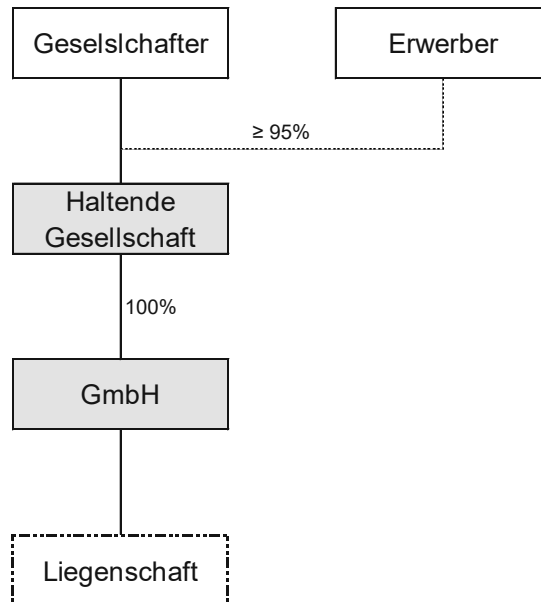 Geselslchafter
Erwerber
≥ 95%
Haltende
Gesellschaft
100%
GmbH
Liegenschaft